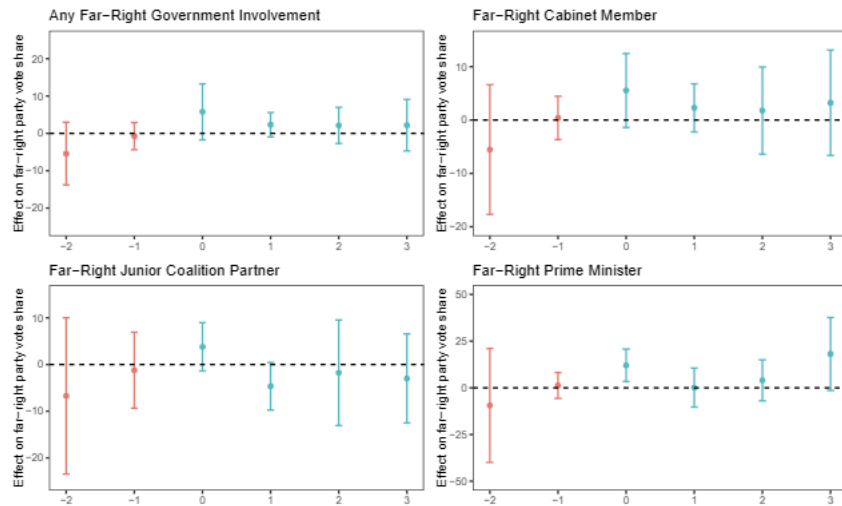 Any Far-Right Government Involvement
Effect on far-right party vote share
20
10
0
-10
-20
-2 -1 0 1 2 3
Far-Right Cabinet Member
Effect on far-right party vote share
10
0
-10
-20
-2 -1 0 1 2 3
Far-Right Junior Coalition Partner
Effect on far-right party vote share
10
0
-10
-20
-2 -1 0 1 2 3
Far-Right Prime Minister
Effect on far-right party vote share
50
25
0
-25
-50
-2 -1 0 1 2 3